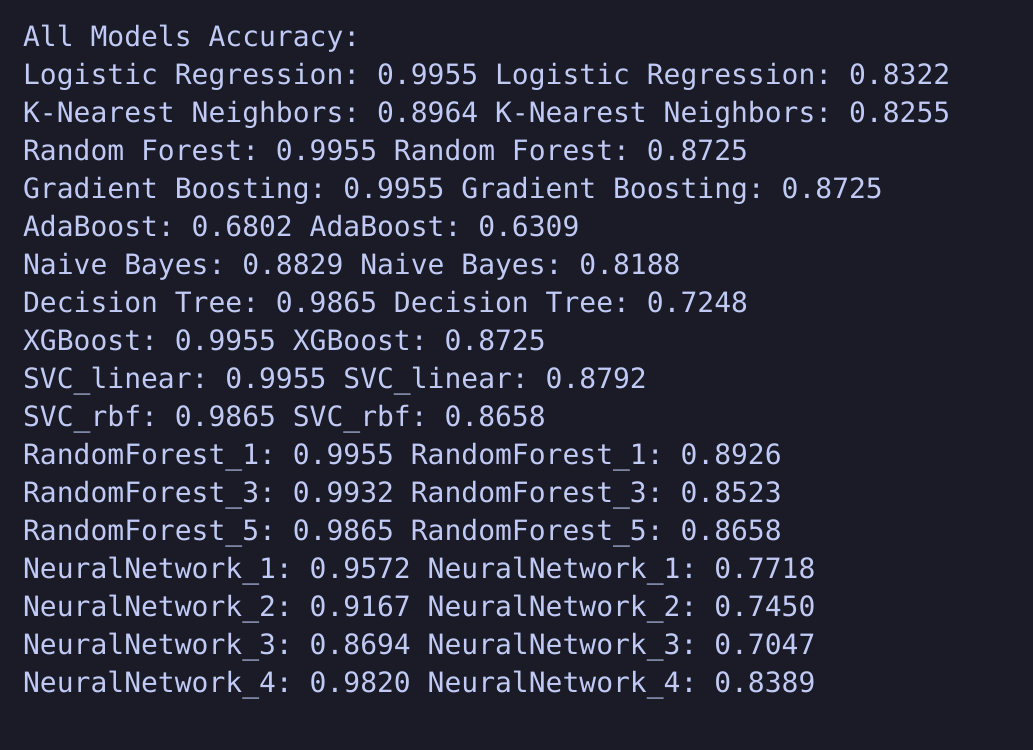 All Models Accuracy:
Logistic Regression: 0.9955 Logistic Regression: 0.8322
K-Nearest Neighbors: 0.8964 K-Nearest Neighbors: 0.8255
Random Forest: 0.9955 Random Forest: 0.8725
Gradient Boosting: 0.9955 Gradient Boosting: 0.8725
AdaBoost: 0.6802 AdaBoost: 0.6309
Naive Bayes: 0.8829 Naive Bayes: 0.8188
Decision Tree: 0.9865 Decision Tree: 0.7248
XGBoost: 0.9955 XGBoost: 0.8725
SVC_linear: 0.9955 SVC_linear: 0.8792
SVC_rbf: 0.9865 SVC_rbf: 0.8658
RandomForest_1: 0.9955 RandomForest_1: 0.8926
RandomForest_3: 0.9932 RandomForest_3: 0.8523
RandomForest_5: 0.9865 RandomForest_5: 0.8658
NeuralNetwork_1: 0.9572 NeuralNetwork_1: 0.7718
NeuralNetwork_2: 0.9167 NeuralNetwork_2: 0.7450
NeuralNetwork_3: 0.8694 NeuralNetwork_3: 0.7047
NeuralNetwork_4: 0.9820 NeuralNetwork_4: 0.8389